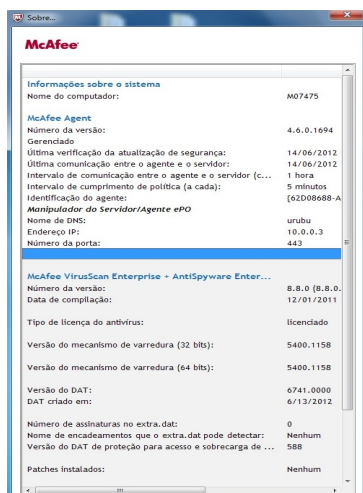 Sobre...
McAfee
Informações sobre o sistema
Nome do computador: M07475
McAfee Agent
Número da versão: 4.6.0.1694
Gerenciado
Última verificação da atualização de segurança: 14/06/2012
Última comunicação entre o agente e o servidor: 14/06/2012
Intervalo de comunicação entre o agente e o servidor (c... 1 hora
Intervalo de cumprimento de política (a cada): 5 minutos
Identificação do agente: {62D08688-A
Manipulador do Servidor/Agente ePO
Nome de DNS: urubu
Endereço IP: 10.0.0.3
Número da porta: 443
McAfee VirusScan Enterprise + AntiSpyware Enter...
Número da versão: 8.8.0 (8.8.0.
Data de compilação: 12/01/2011
Tipo de licença do antivírus: licenciado
Versão do mecanismo de varredura (32 bits): 5400.1158
Versão do mecanismo de varredura (64 bits): 5400.1158
Versão do DAT: 6741.0000
DAT criado em: 6/13/2012
Número de assinaturas no extra.dat: 0
Nome de encadeamentos que o extra.dat pode detectar: Nenhum
Versão do DAT de proteção para acesso e sobrecarga de ... 588
Patches instalados: Nenhum